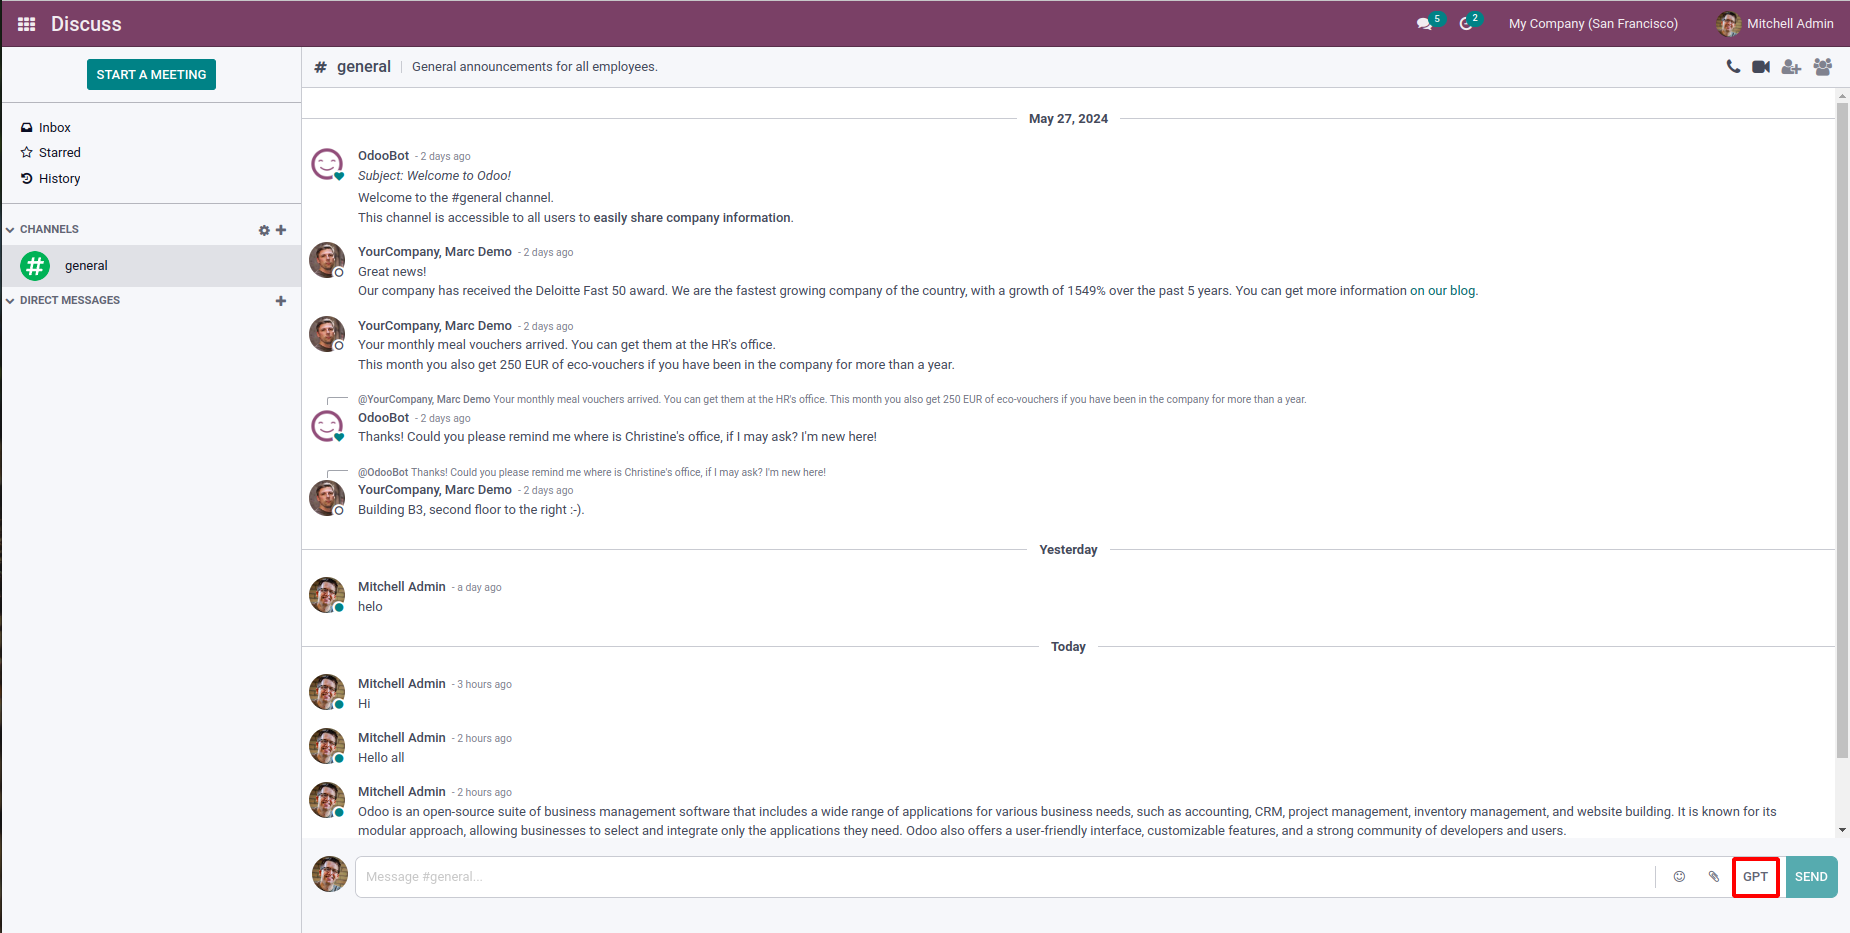 Discuss
5
2
My Company (San Francisco)
Mitchell Admin
START A MEETING
Inbox
Starred
History
CHANNELS
# general
DIRECT MESSAGES
# general
General announcements for all employees.
May 27, 2024
OdooBot - 2 days ago
Subject: Welcome to Odoo!
Welcome to the #general channel.
This channel is accessible to all users to easily share company information.
YourCompany, Marc Demo - 2 days ago
Great news!
Our company has received the Deloitte Fast 50 award. We are the fastest growing company of the country, with a growth of 1549% over the past 5 years. You can get more information on our blog.
YourCompany, Marc Demo - 2 days ago
Your monthly meal vouchers arrived. You can get them at the HR's office.
This month you also get 250 EUR of eco-vouchers if you have been in the company for more than a year.
@YourCompany, Marc Demo Your monthly meal vouchers arrived. You can get them at the HR's office. This month you also get 250 EUR of eco-vouchers if you have been in the company for more than a year.
OdooBot - 2 days ago
Thanks! Could you please remind me where is Christine's office, if I may ask? I'm new here!
@OdooBot Thanks! Could you please remind me where is Christine's office, if I may ask? I'm new here!
YourCompany, Marc Demo - 2 days ago
Building B3, second floor to the right :-).
Yesterday
Mitchell Admin - a day ago
helo
Today
Mitchell Admin - 3 hours ago
Hi
Mitchell Admin - 2 hours ago
Hello all
Mitchell Admin - 2 hours ago
Odoo is an open-source suite of business management software that includes a wide range of applications for various business needs, such as accounting, CRM, project management, inventory management, and website building. It is known for its
modular approach, allowing businesses to select and integrate only the applications they need. Odoo also offers a user-friendly interface, customizable features, and a strong community of developers and users.
Message #general...
GPT
SEND